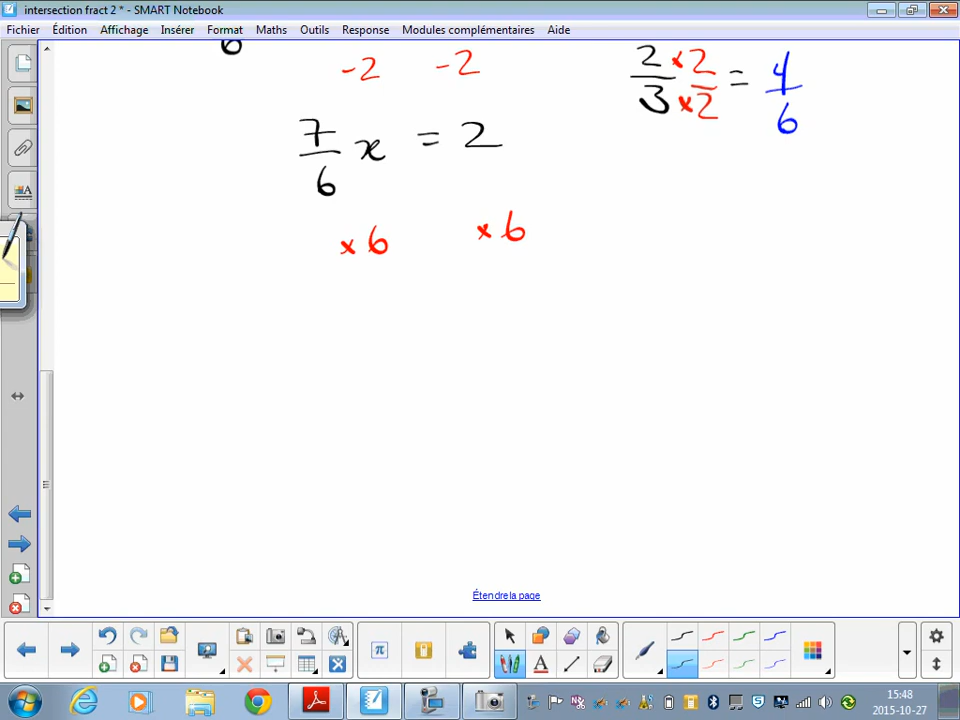 intersection fract 2 * - SMART Notebook
Fichier Édition Affichage Insérer Format Maths Outils Response Modules complémentaires Aide
6
-2 -2
2/3 ×2/×2 = 4/6
7/6 x = 2
×6 ×6
Étendre la page
π
A
15:48
2015-10-27